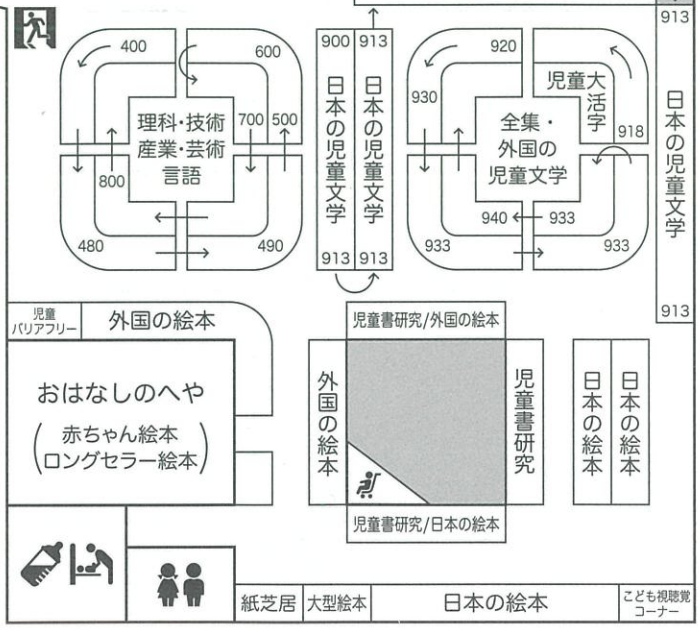 913
400
600
900
913
920
児童大
活字
930
日本の児童文学
日本の児童文学
日本の児童文学
理科・技術
産業・芸術
言語
700
500
全集・
外国の
児童文学
918
800
940
933
480
490
913
913
933
933
913
児童
バリアフリー
外国の絵本
児童書研究/外国の絵本
おはなしのへや
(赤ちゃん絵本
ロングセラー絵本)
外国の絵本
児童書研究
日本の絵本
日本の絵本
児童書研究/日本の絵本
紙芝居
大型絵本
日本の絵本
こども視聴覚
コーナー